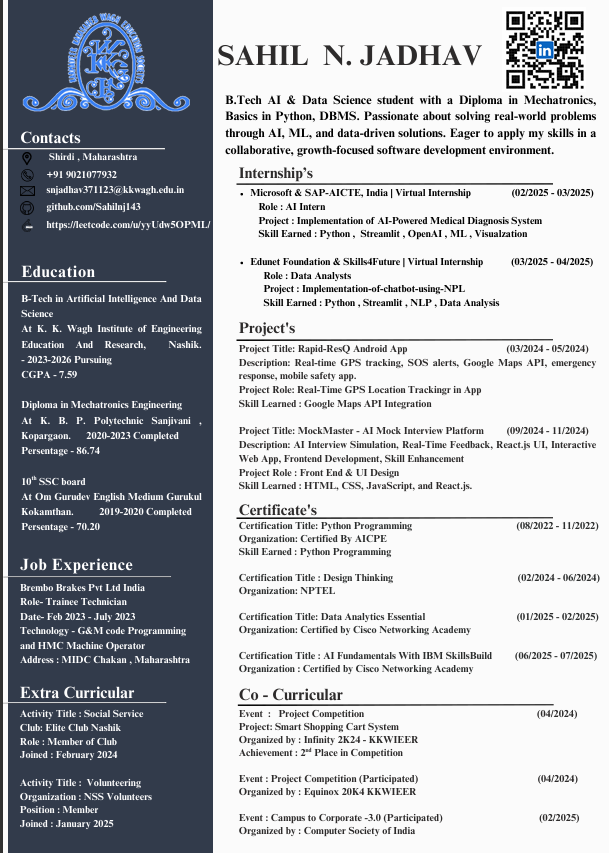 SAHIL N. JADHAV
in
B.Tech AI & Data Science student with a Diploma in Mechatronics,
Basics in Python, DBMS. Passionate about solving real-world problems
through AI, ML, and data-driven solutions. Eager to apply my skills in a
collaborative, growth-focused software development environment.
Contacts
Shirdi , Maharashtra
+91 9021077932
snjadhav371123@kkwagh.edu.in
github.com/Sahilnj143
https://leetcode.com/u/yyUdw5OPML/
Education
B-Tech in Artificial Intelligence And Data
Science
At K. K. Wagh Institute of Engineering
Education And Research, Nashik.
- 2023-2026 Pursuing
CGPA - 7.59
Diploma in Mechatronics Engineering
At K. B. P. Polytechnic Sanjivani ,
Kopargaon. 2020-2023 Completed
Persentage - 86.74
10th SSC board
At Om Gurudev English Medium Gurukul
Kokamthan. 2019-2020 Completed
Persentage - 70.20
Job Experience
Brembo Brakes Pvt Ltd India
Role- Trainee Technician
Date- Feb 2023 - July 2023
Technology - G&M code Programming
and HMC Machine Operator
Address : MIDC Chakan , Maharashtra
Extra Curricular
Activity Title : Social Service
Club: Elite Club Nashik
Role : Member of Club
Joined : February 2024
Activity Title : Volunteering
Organization : NSS Volunteers
Position : Member
Joined : January 2025
Internship's
• Microsoft & SAP-AICTE, India | Virtual Internship (02/2025 - 03/2025)
Role : AI Intern
Project : Implementation of AI-Powered Medical Diagnosis System
Skill Earned : Python , Streamlit , OpenAI , ML , Visualzation
• Edunet Foundation & Skills4Future | Virtual Internship (03/2025 - 04/2025)
Role : Data Analysts
Project : Implementation-of-chatbot-using-NPL
Skill Earned : Python , Streamlit , NLP , Data Analysis
Project's
Project Title: Rapid-ResQ Android App (03/2024 - 05/2024)
Description: Real-time GPS tracking, SOS alerts, Google Maps API, emergency
response, mobile safety app.
Project Role: Real-Time GPS Location Trackingr in App
Skill Learned : Google Maps API Integration
Project Title: MockMaster - AI Mock Interview Platform (09/2024 - 11/2024)
Description: AI Interview Simulation, Real-Time Feedback, React.js UI, Interactive
Web App, Frontend Development, Skill Enhancement
Project Role : Front End & UI Design
Skill Learned : HTML, CSS, JavaScript, and React.js.
Certificate's
Certification Title: Python Programming (08/2022 - 11/2022)
Organization: Certified By AICPE
Skill Earned : Python Programming
Certification Title : Design Thinking (02/2024 - 06/2024)
Organization: NPTEL
Certification Title: Data Analytics Essential (01/2025 - 02/2025)
Organization: Certified by Cisco Networking Academy
Certification Title : AI Fundamentals With IBM SkillsBuild (06/2025 - 07/2025)
Organization : Certified by Cisco Networking Academy
Co - Curricular
Event : Project Competition (04/2024)
Project: Smart Shopping Cart System
Organized by : Infinity 2K24 - KKWIEER
Achievement : 2nd Place in Competition
Event : Project Competition (Participated) (04/2024)
Organized by : Equinox 20K4 KKWIEER
Event : Campus to Corporate -3.0 (Participated) (02/2025)
Organized by : Computer Society of India